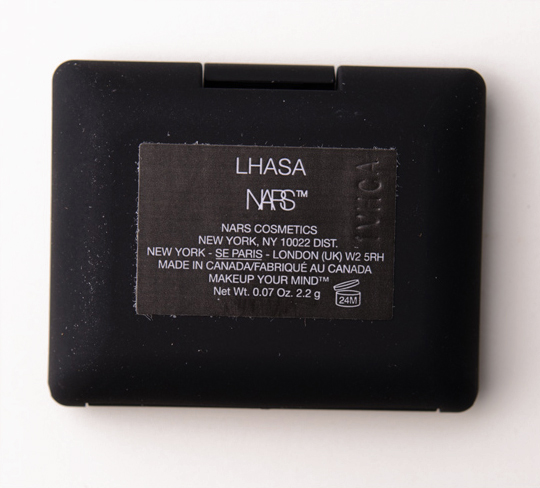 LHASA
NARS™
NARS COSMETICS
NEW YORK, NY 10022 DIST.
NEW YORK - SE PARIS - LONDON (UK) W2 5RH
MADE IN CANADA/FABRIQUÉ AU CANADA
MAKEUP YOUR MIND™
Net Wt. 0.07 Oz. 2.2 g
24M